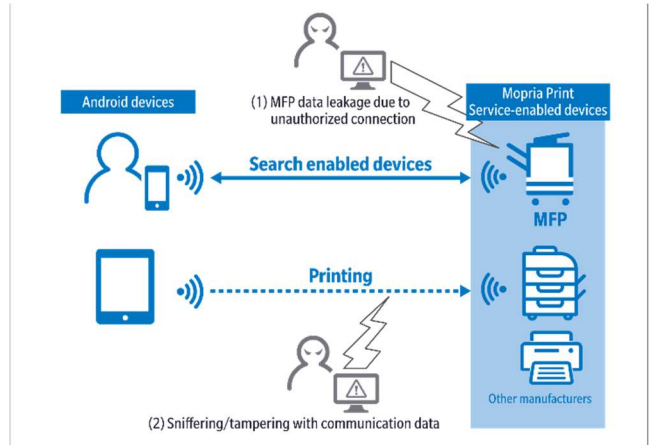 Android devices
(1) MFP data leakage due to
unauthorized connection
Mopria Print
Service-enabled devices
Search enabled devices
MFP
Printing
Other manufacturers
(2) Sniffering/tampering with communication data